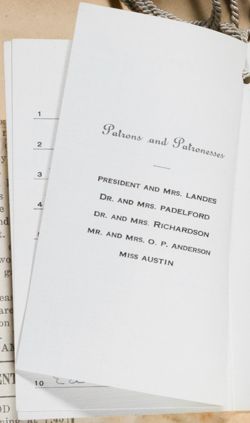 Patrons and Patronesses
PRESIDENT AND MRS. LANDES
DR. AND MRS. PADELFORD
DR. AND MRS. RICHARDSON
MR. AND MRS. O. P. ANDERSON
MISS AUSTIN
1
2
3
4
10